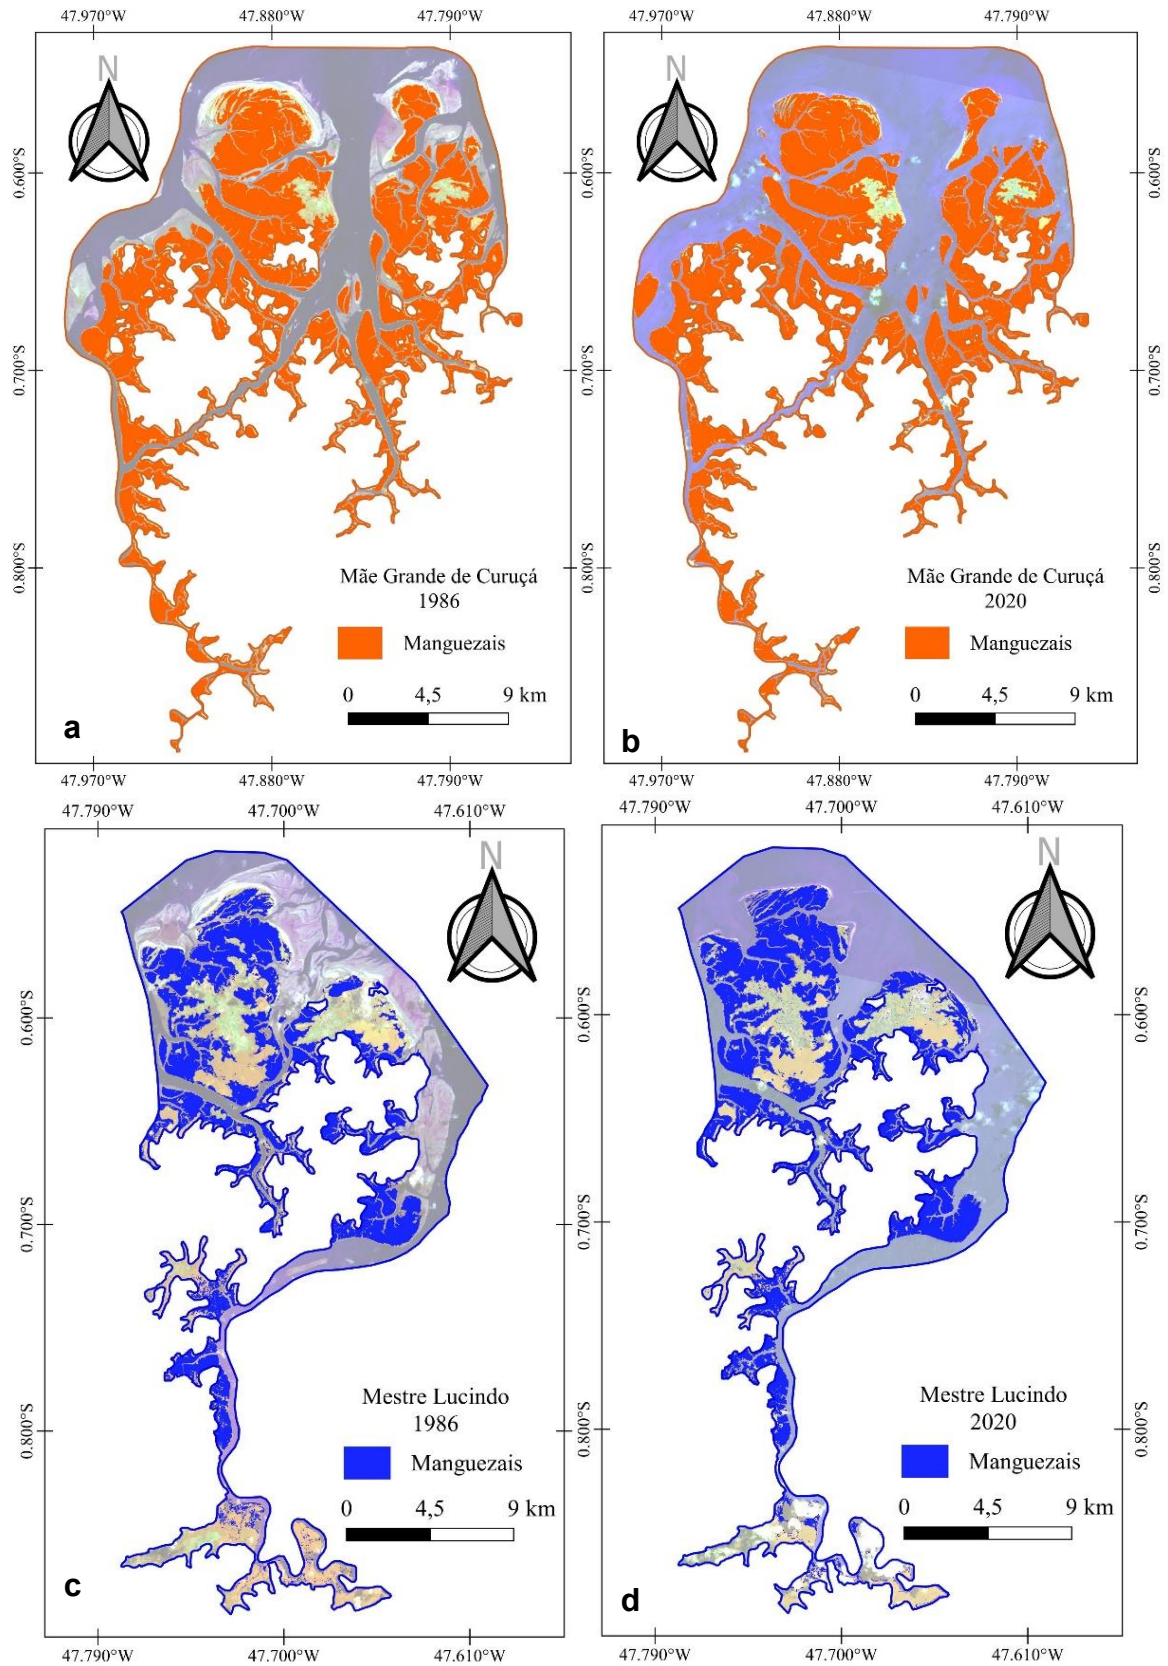 47.970°W 47.880°W 47.790°W
47.970°W 47.880°W 47.790°W
N
N
0.600°S 0.600°S 0.600°S
0.700°S 0.700°S 0.700°S
0.800°S 0.800°S 0.800°S
Mãe Grande de Curuçá
1986
Manguezais
0 4,5 9 km
a
Mãe Grande de Curuçá
2020
Manguezais
0 4,5 9 km
b
47.970°W 47.880°W 47.790°W
47.970°W 47.880°W 47.790°W
47.790°W 47.700°W 47.610°W
47.790°W 47.700°W 47.610°W
N
N
0.600°S 0.600°S 0.600°S
0.700°S 0.700°S 0.700°S
0.800°S 0.800°S 0.800°S
Mestre Lucindo
1986
Manguezais
0 4,5 9 km
c
Mestre Lucindo
2020
Manguezais
0 4,5 9 km
d
47.790°W 47.700°W 47.610°W
47.790°W 47.700°W 47.610°W